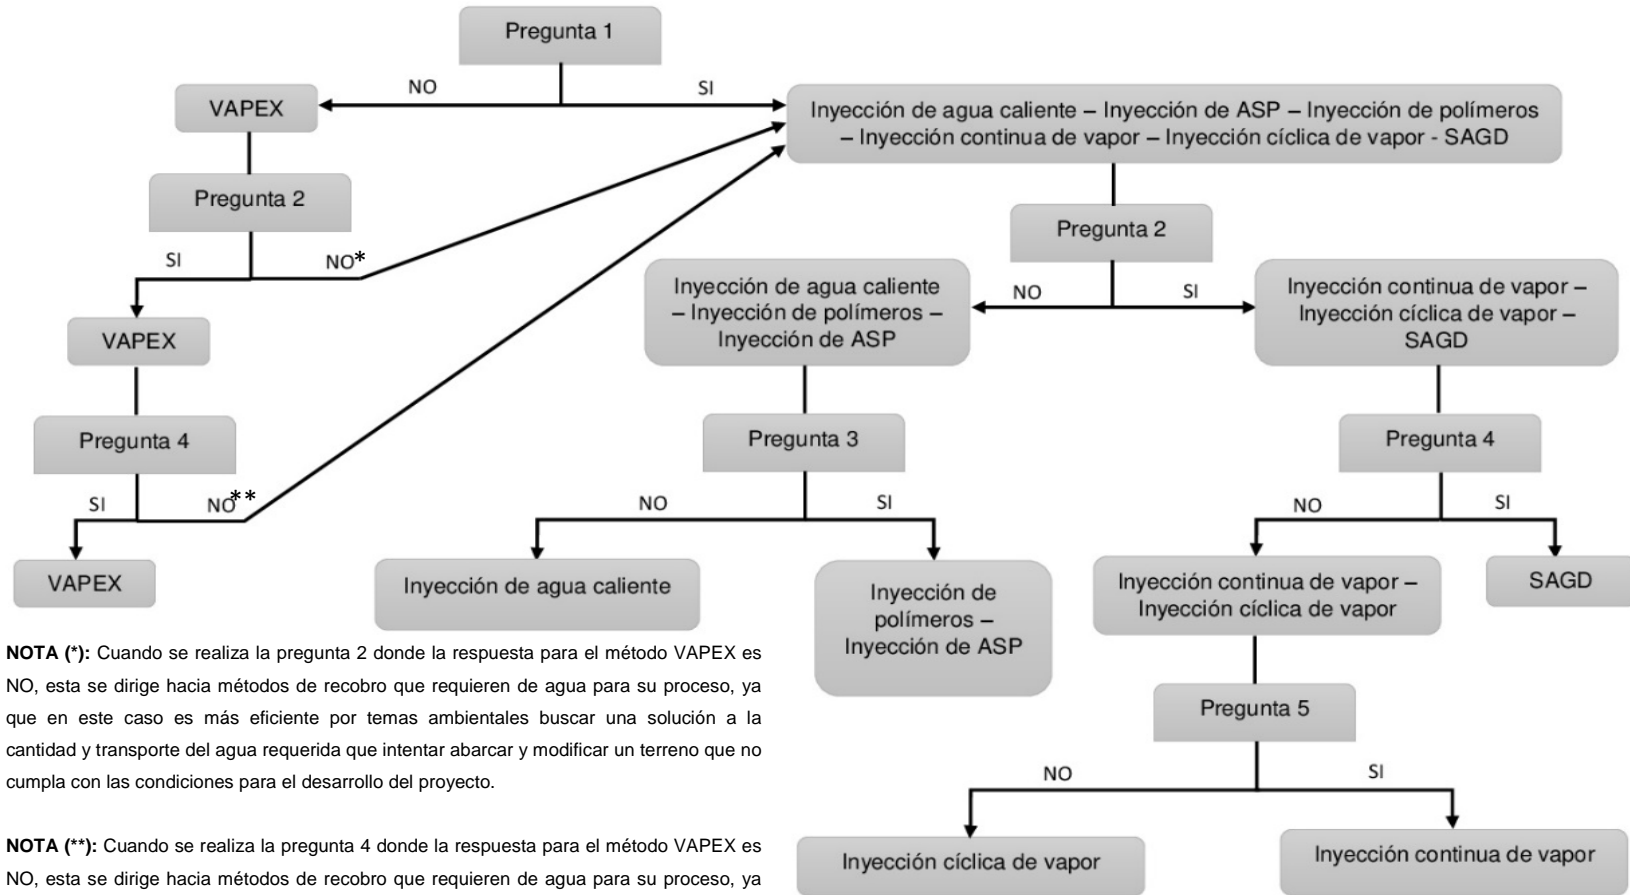 Pregunta 1
NO
SI
VAPEX
Inyección de agua caliente – Inyección de ASP – Inyección de polímeros
– Inyección continua de vapor – Inyección cíclica de vapor - SAGD
Pregunta 2
SI
NO*
Pregunta 2
NO
SI
Inyección de agua caliente
– Inyección de polímeros –
Inyección de ASP
Inyección continua de vapor –
Inyección cíclica de vapor –
SAGD
VAPEX
Pregunta 4
SI
NO**
Pregunta 3
NO
SI
Pregunta 4
NO
SI
VAPEX
Inyección de agua caliente
Inyección de
polímeros –
Inyección de ASP
Inyección continua de vapor –
Inyección cíclica de vapor
SAGD
Pregunta 5
NO
SI
Inyección cíclica de vapor
Inyección continua de vapor
NOTA (*): Cuando se realiza la pregunta 2 donde la respuesta para el método VAPEX es
NO, esta se dirige hacia métodos de recobro que requieren de agua para su proceso, ya
que en este caso es más eficiente por temas ambientales buscar una solución a la
cantidad y transporte del agua requerida que intentar abarcar y modificar un terreno que no
cumpla con las condiciones para el desarrollo del proyecto.
NOTA (**): Cuando se realiza la pregunta 4 donde la respuesta para el método VAPEX es
NO, esta se dirige hacia métodos de recobro que requieren de agua para su proceso, ya